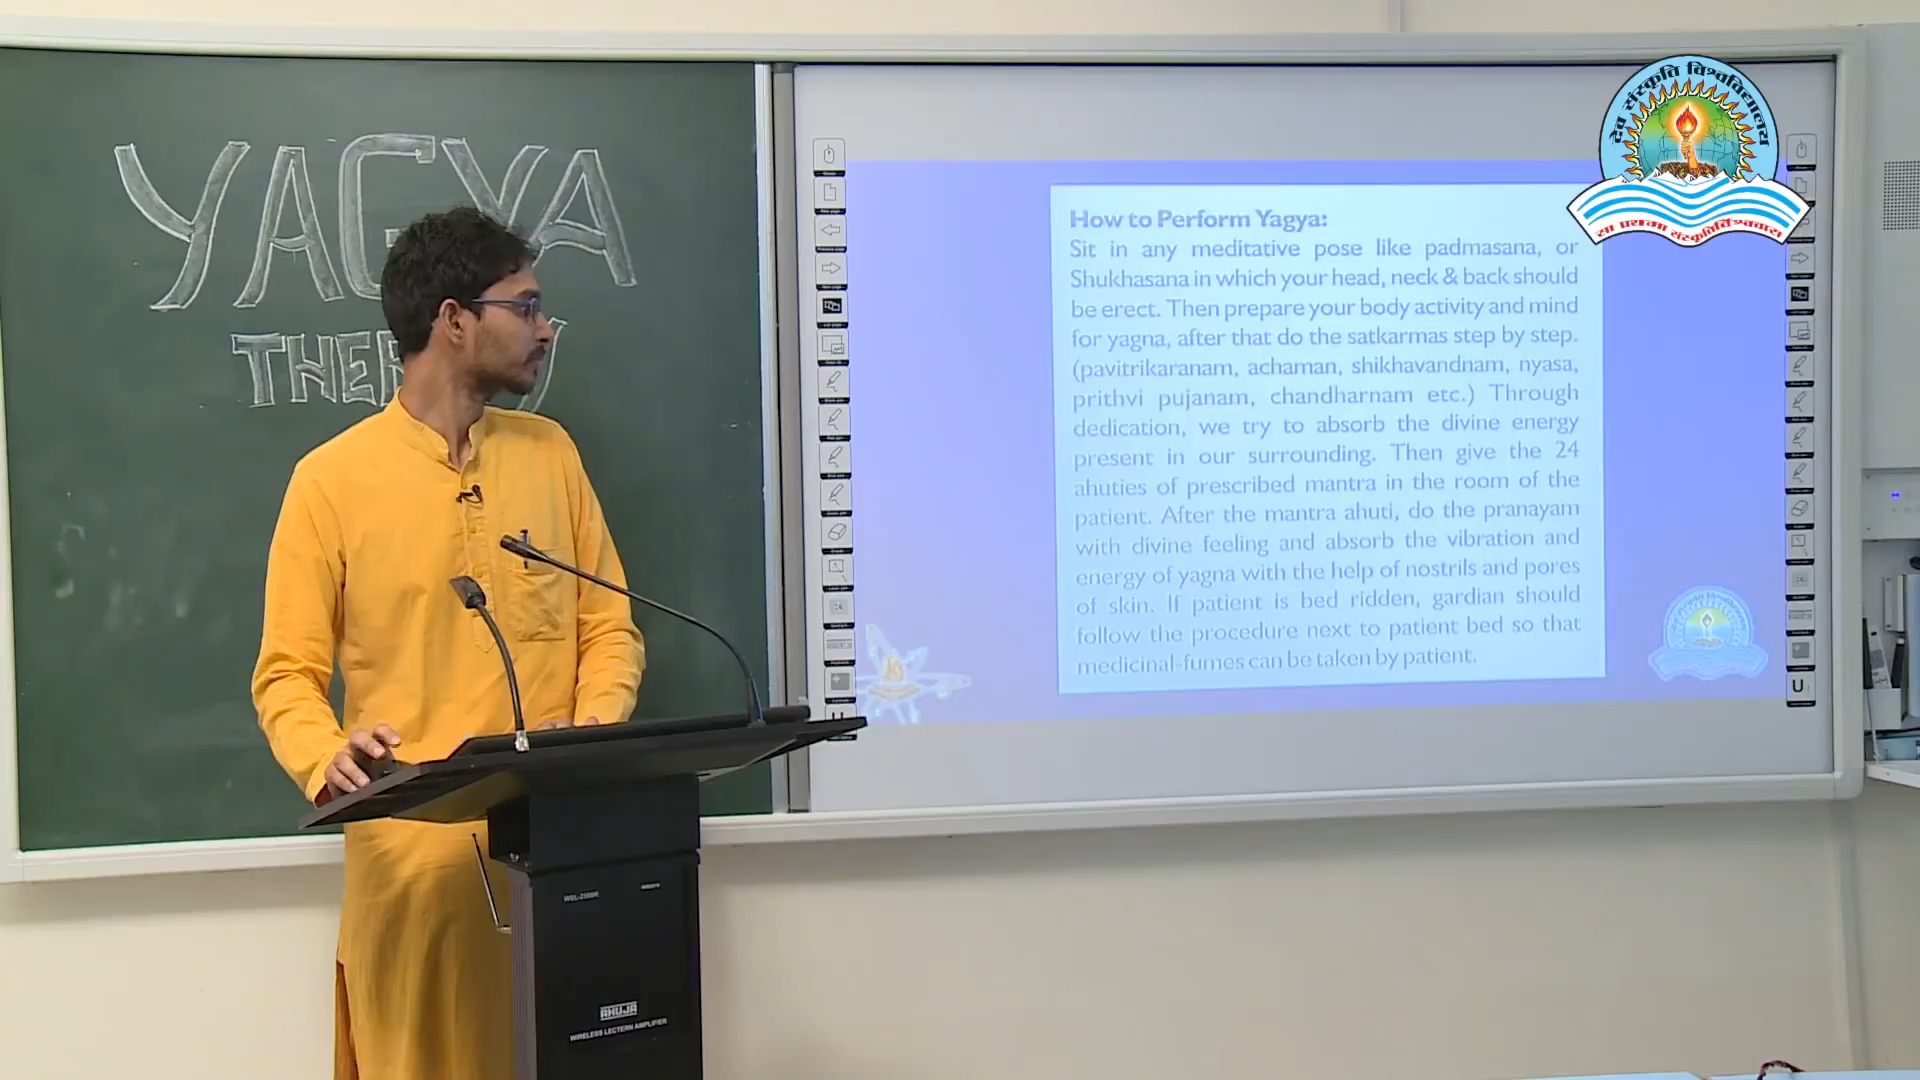 YAGYA
THE
देव संस्कृति विश्वविद्यालय
सा प्रथमा संस्कृतिर्विश्ववारा
How to Perform Yagya:
Sit in any meditative pose like padmasana, or
Shukhasana in which your head, neck & back should
be erect. Then prepare your body activity and mind
for yagna, after that do the satkarmas step by step.
(pavitrikaranam, achaman, shikhavandnam, nyasa,
prithvi pujanam, chandharnam etc.) Through
dedication, we try to absorb the divine energy
present in our surrounding. Then give the 24
ahuties of prescribed mantra in the room of the
patient. After the mantra ahuti, do the pranayam
with divine feeling and absorb the vibration and
energy of yagna with the help of nostrils and pores
of skin. If patient is bed ridden, gardian should
follow the procedure next to patient bed so that
medicinal-fumes can be taken by patient.
AHUJA
WIRELESS LECTERN AMPLIFIER